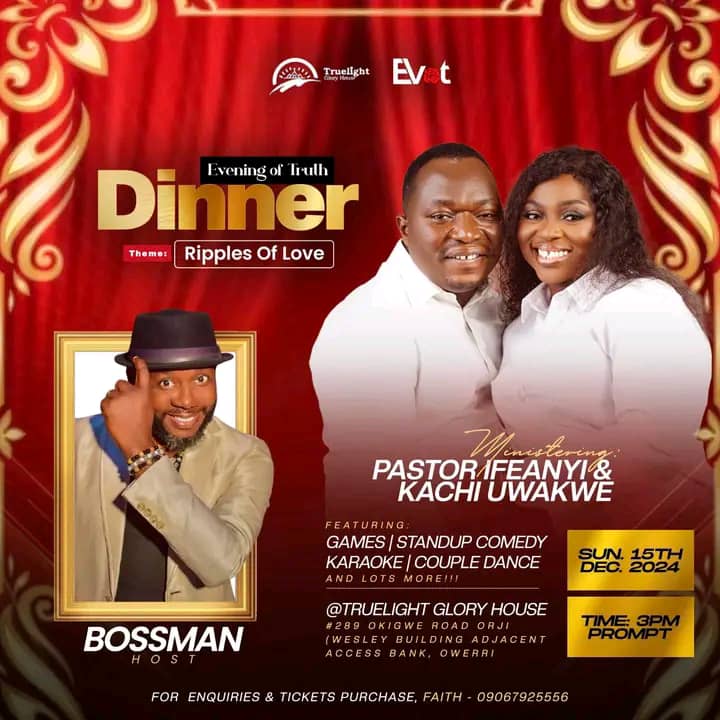 Truelight
Glory House
EVot
Evening of Truth
Dinner
Theme: Ripples Of Love
Ministering:
PASTOR IFEANYI &
KACHI UWAKWE
FEATURING:
GAMES | STANDUP COMEDY
KARAOKE | COUPLE DANCE
AND LOTS MORE!!!
SUN. 15TH
DEC. 2024
@TRUELIGHT GLORY HOUSE
#289 OKIGWE ROAD ORJI
(WESLEY BUILDING ADJACENT
ACCESS BANK, OWERRI
TIME: 3PM
PROMPT
BOSSMAN
HOST
FOR ENQUIRIES & TICKETS PURCHASE, FAITH - 09067925556